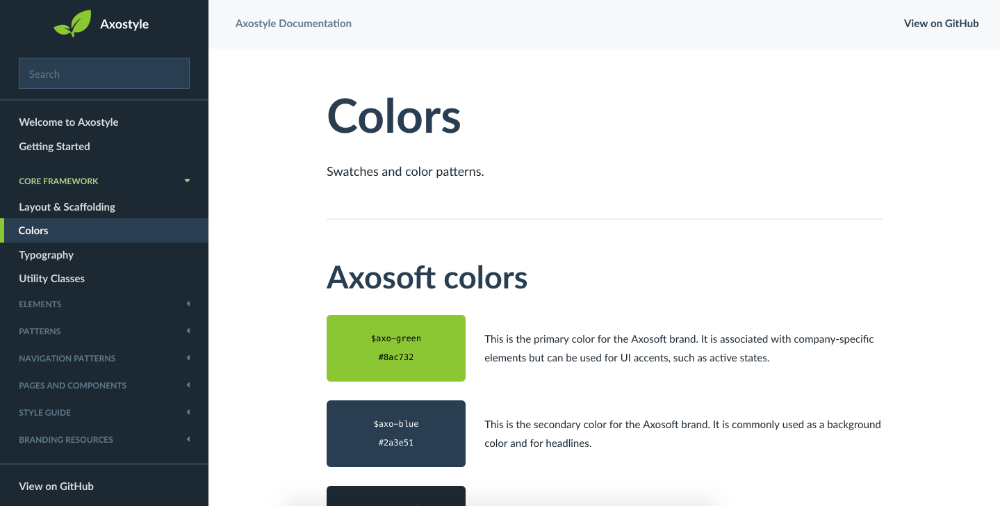 Axostyle
Search
Welcome to Axostyle
Getting Started
CORE FRAMEWORK
Layout & Scaffolding
Colors
Typography
Utility Classes
ELEMENTS
PATTERNS
NAVIGATION PATTERNS
PAGES AND COMPONENTS
STYLE GUIDE
BRANDING RESOURCES
View on GitHub
Axostyle Documentation
View on GitHub
Colors
Swatches and color patterns.
Axosoft colors
$axo-green
#8ac732
This is the primary color for the Axosoft brand. It is associated with company-specific
elements but can be used for UI accents, such as active states.
$axo-blue
#2a3e51
This is the secondary color for the Axosoft brand. It is commonly used as a background
color and for headlines.